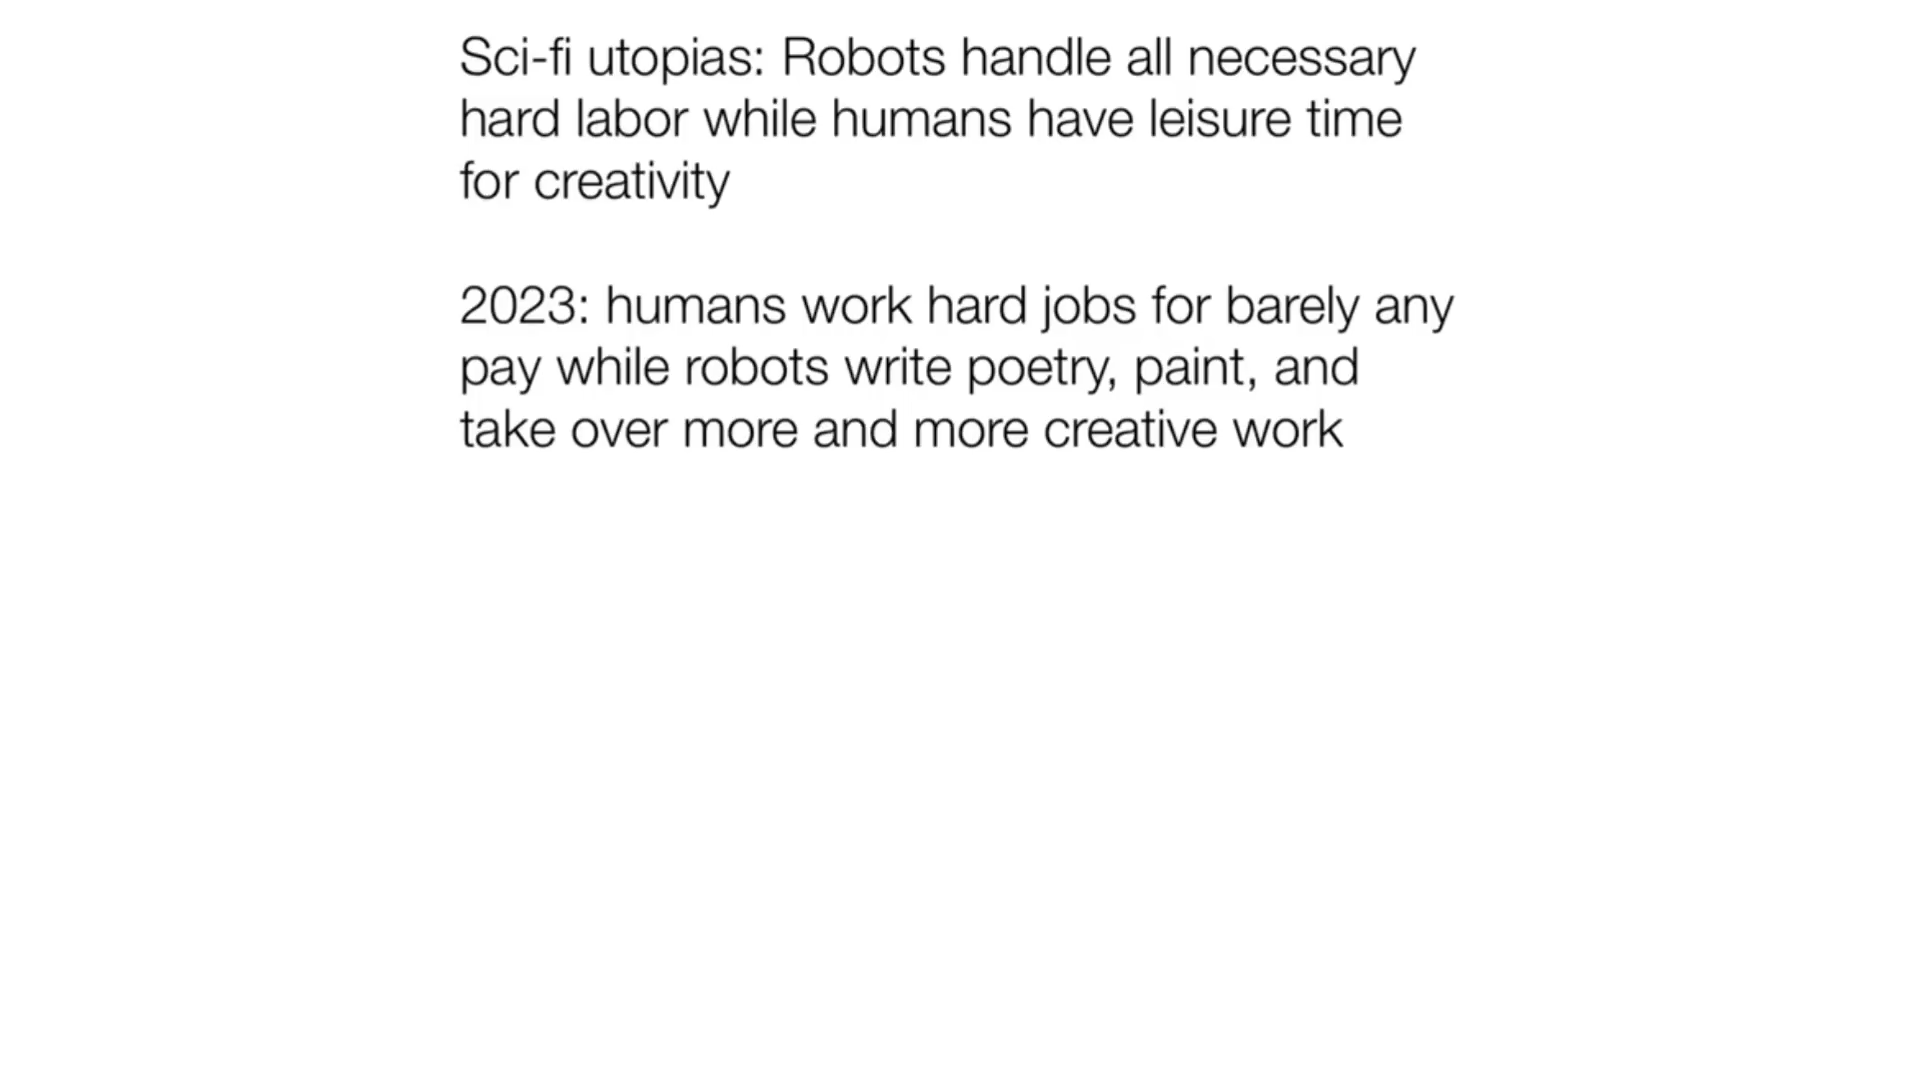 Sci-fi utopias: Robots handle all necessary
hard labor while humans have leisure time
for creativity
2023: humans work hard jobs for barely any
pay while robots write poetry, paint, and
take over more and more creative work